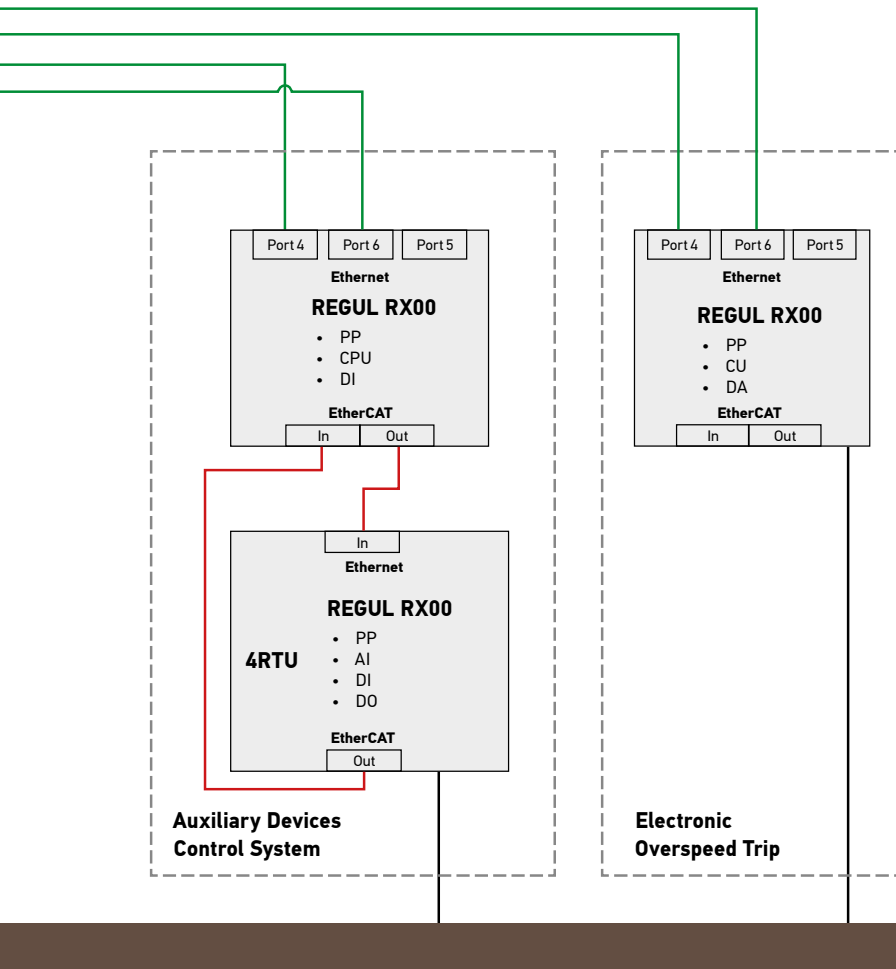 Port 4
Port 6
Port 5
Ethernet
REGUL RX00
• PP
• CPU
• DI
EtherCAT
In
Out
In
Ethernet
REGUL RX00
4RTU
• PP
• AI
• DI
• DO
EtherCAT
Out
Auxiliary Devices
Control System
Port 4
Port 6
Port 5
Ethernet
REGUL RX00
• PP
• CU
• DA
EtherCAT
In
Out
Electronic
Overspeed Trip